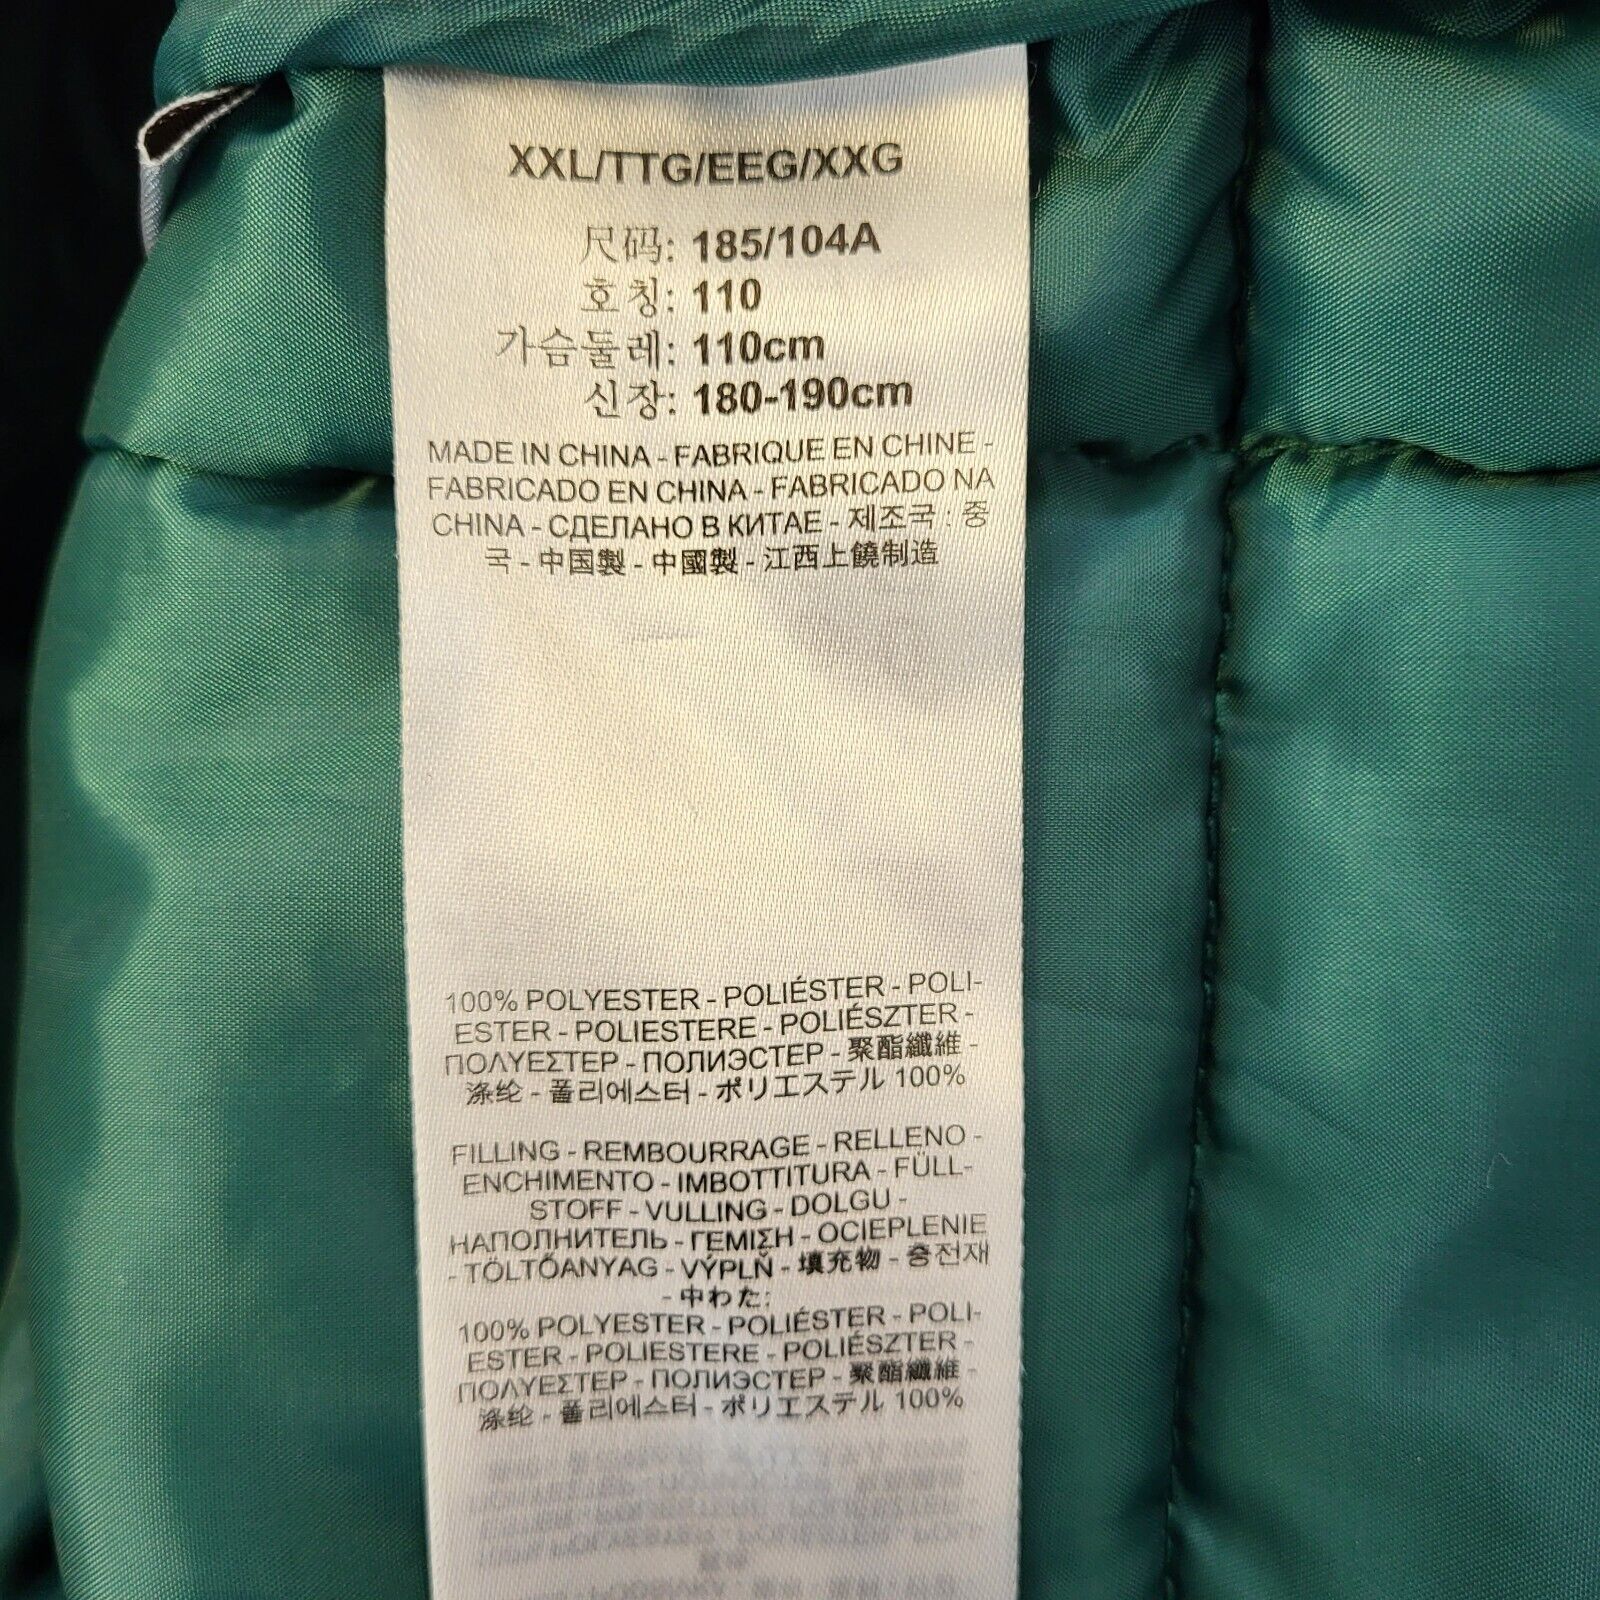 XXL/TTG/EEG/XXG
尺码: 185/104A
호칭: 110
가슴둘레: 110cm
신장: 180-190cm
MADE IN CHINA - FABRIQUE EN CHINE -
FABRICADO EN CHINA - FABRICADO NA
CHINA - СДЕЛАНО В КИТАЕ - 제조국 : 중
국 - 中国製 - 中國製 - 江西上饒制造
100% POLYESTER - POLIÉSTER - POLI-
ESTER - POLIESTERE - POLIÉSZTER -
ΠΟΛΥΕΣΤΕΡ - ПОЛИЭСТЕР - 聚酯纖維 -
涤纶 - 폴리에스터 - ポリエステル 100%
FILLING - REMBOURRAGE - RELLENO -
ENCHIMENTO - IMBOTTITURA - FÜLL-
STOFF - VULLING - DOLGU -
НАПОЛНИТЕЛЬ - ΓΕΜΙΣΗ - OCIEPLENIE
- TÖLTŐANYAG - VÝPLŇ - 填充物 - 충전재
- 中わた:
100% POLYESTER - POLIÉSTER - POLI-
ESTER - POLIESTERE - POLIÉSZTER -
ΠΟΛΥΕΣΤΕΡ - ПОЛИЭСТЕР - 聚酯纖維 -
涤纶 - 폴리에스터 - ポリエステル 100%